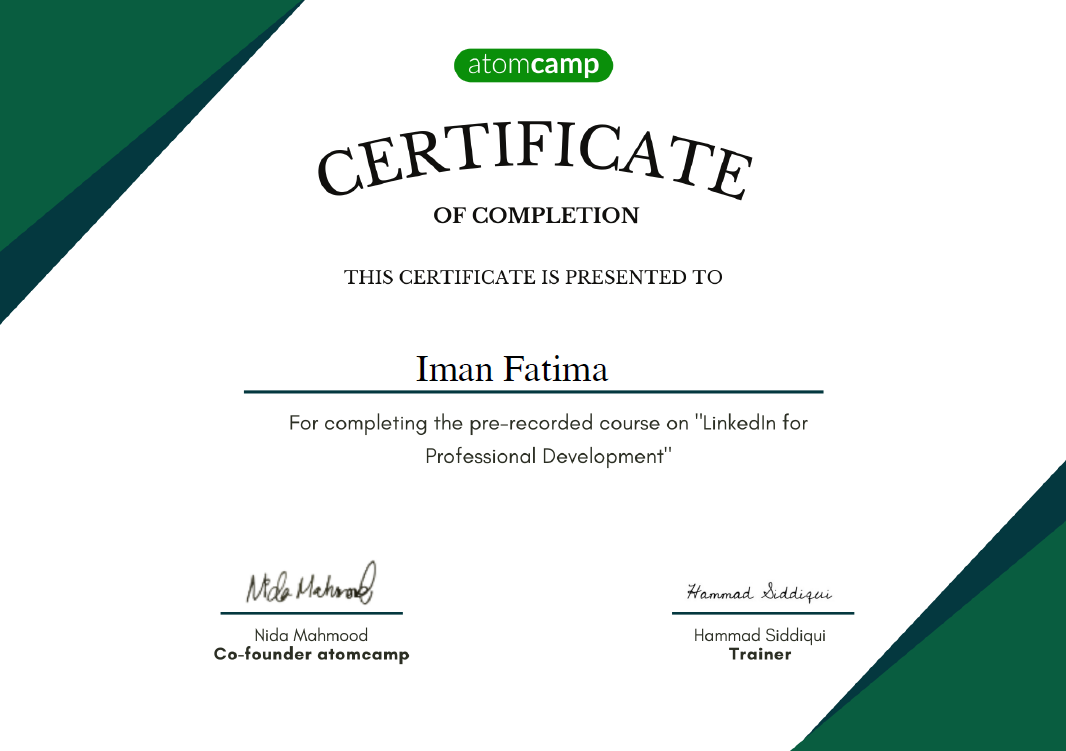 atomcamp
CERTIFICATE
OF COMPLETION
THIS CERTIFICATE IS PRESENTED TO
Iman Fatima
For completing the pre-recorded course on "LinkedIn for
Professional Development"
Nida Mahmood
Hammad Siddiqui
Nida Mahmood
Co-founder atomcamp
Hammad Siddiqui
Trainer